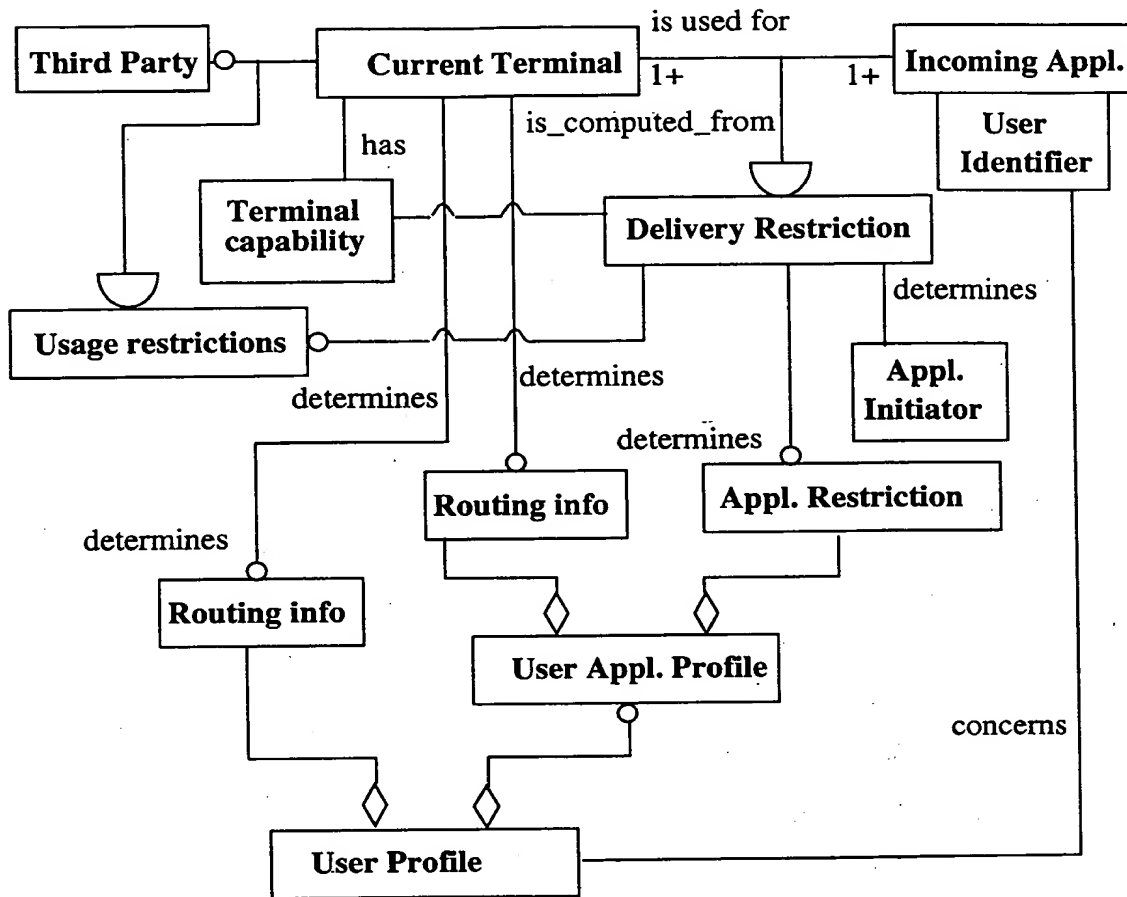 is used for
Third Party
Current Terminal
Incoming Appl.
1+
1+
is_computed_from
User
Identifier
has
Terminal
capability
Delivery Restriction
determines
Usage restrictions
determines
determines
Appl.
Initiator
determines
Routing info
Appl. Restriction
determines
Routing info
User Appl. Profile
concerns
User Profile